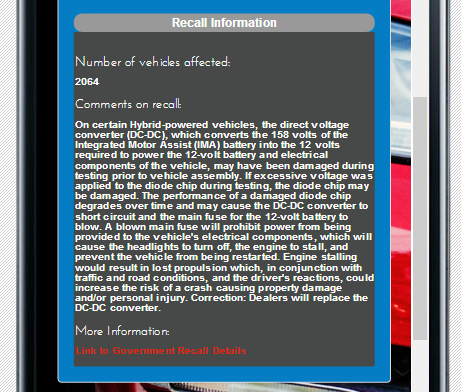 Recall Information
Number of vehicles affected:
2064
Comments on recall:
On certain Hybrid-powered vehicles, the direct voltage
converter (DC-DC), which converts the 158 volts of the
Integrated Motor Assist (IMA) battery into the 12 volts
required to power the 12-volt battery and electrical
components of the vehicle, may have been damaged during
testing prior to vehicle assembly. If excessive voltage was
applied to the diode chip during testing, the diode chip may
be damaged. The performance of a damaged diode chip
degrades over time and may cause the DC-DC converter to
short circuit and the main fuse for the 12-volt battery to
blow. A blown main fuse will prohibit power from being
provided to the vehicle's electrical components, which will
cause the headlights to turn off, the engine to stall, and
prevent the vehicle from being restarted. Engine stalling
would result in lost propulsion which, in conjunction with
traffic and road conditions, and the driver's reactions, could
increase the risk of a crash causing property damage
and/or personal injury. Correction: Dealers will replace the
DC-DC converter.
More Information:
Link to Government Recall Details